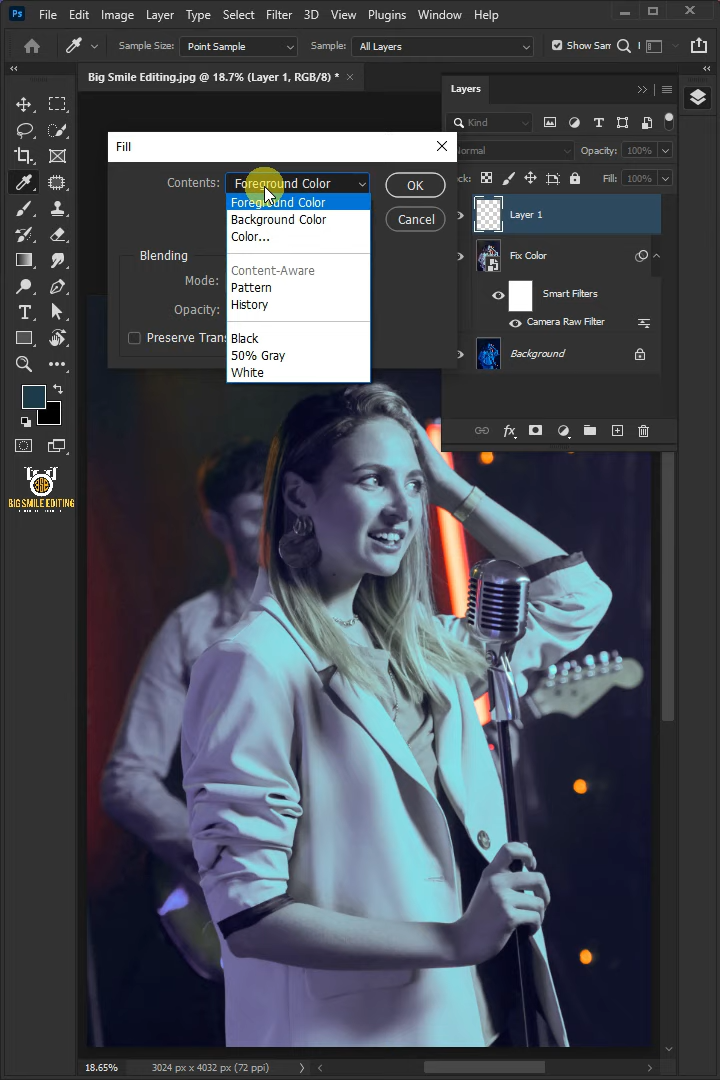 Ps File Edit Image Layer Type Select Filter 3D View Plugins Window Help
Sample Size: Point Sample Sample: All Layers Show Sam
Big Smile Editing.jpg @ 18.7% (Layer 1, RGB/8) *
Layers
Kind
ormal Opacity: 100%
ck: Fill: 100%
Layer 1
Fix Color
Smart Filters
Camera Raw Filter
Background
Fill
Contents: Foreground Color
OK
Cancel
Foreground Color
Background Color
Color...
Content-Aware
Pattern
History
Black
50% Gray
White
Blending
Mode:
Opacity:
Preserve Tran
BIG SMILE EDITING
18.65% 3024 px x 4032 px (72 ppi)